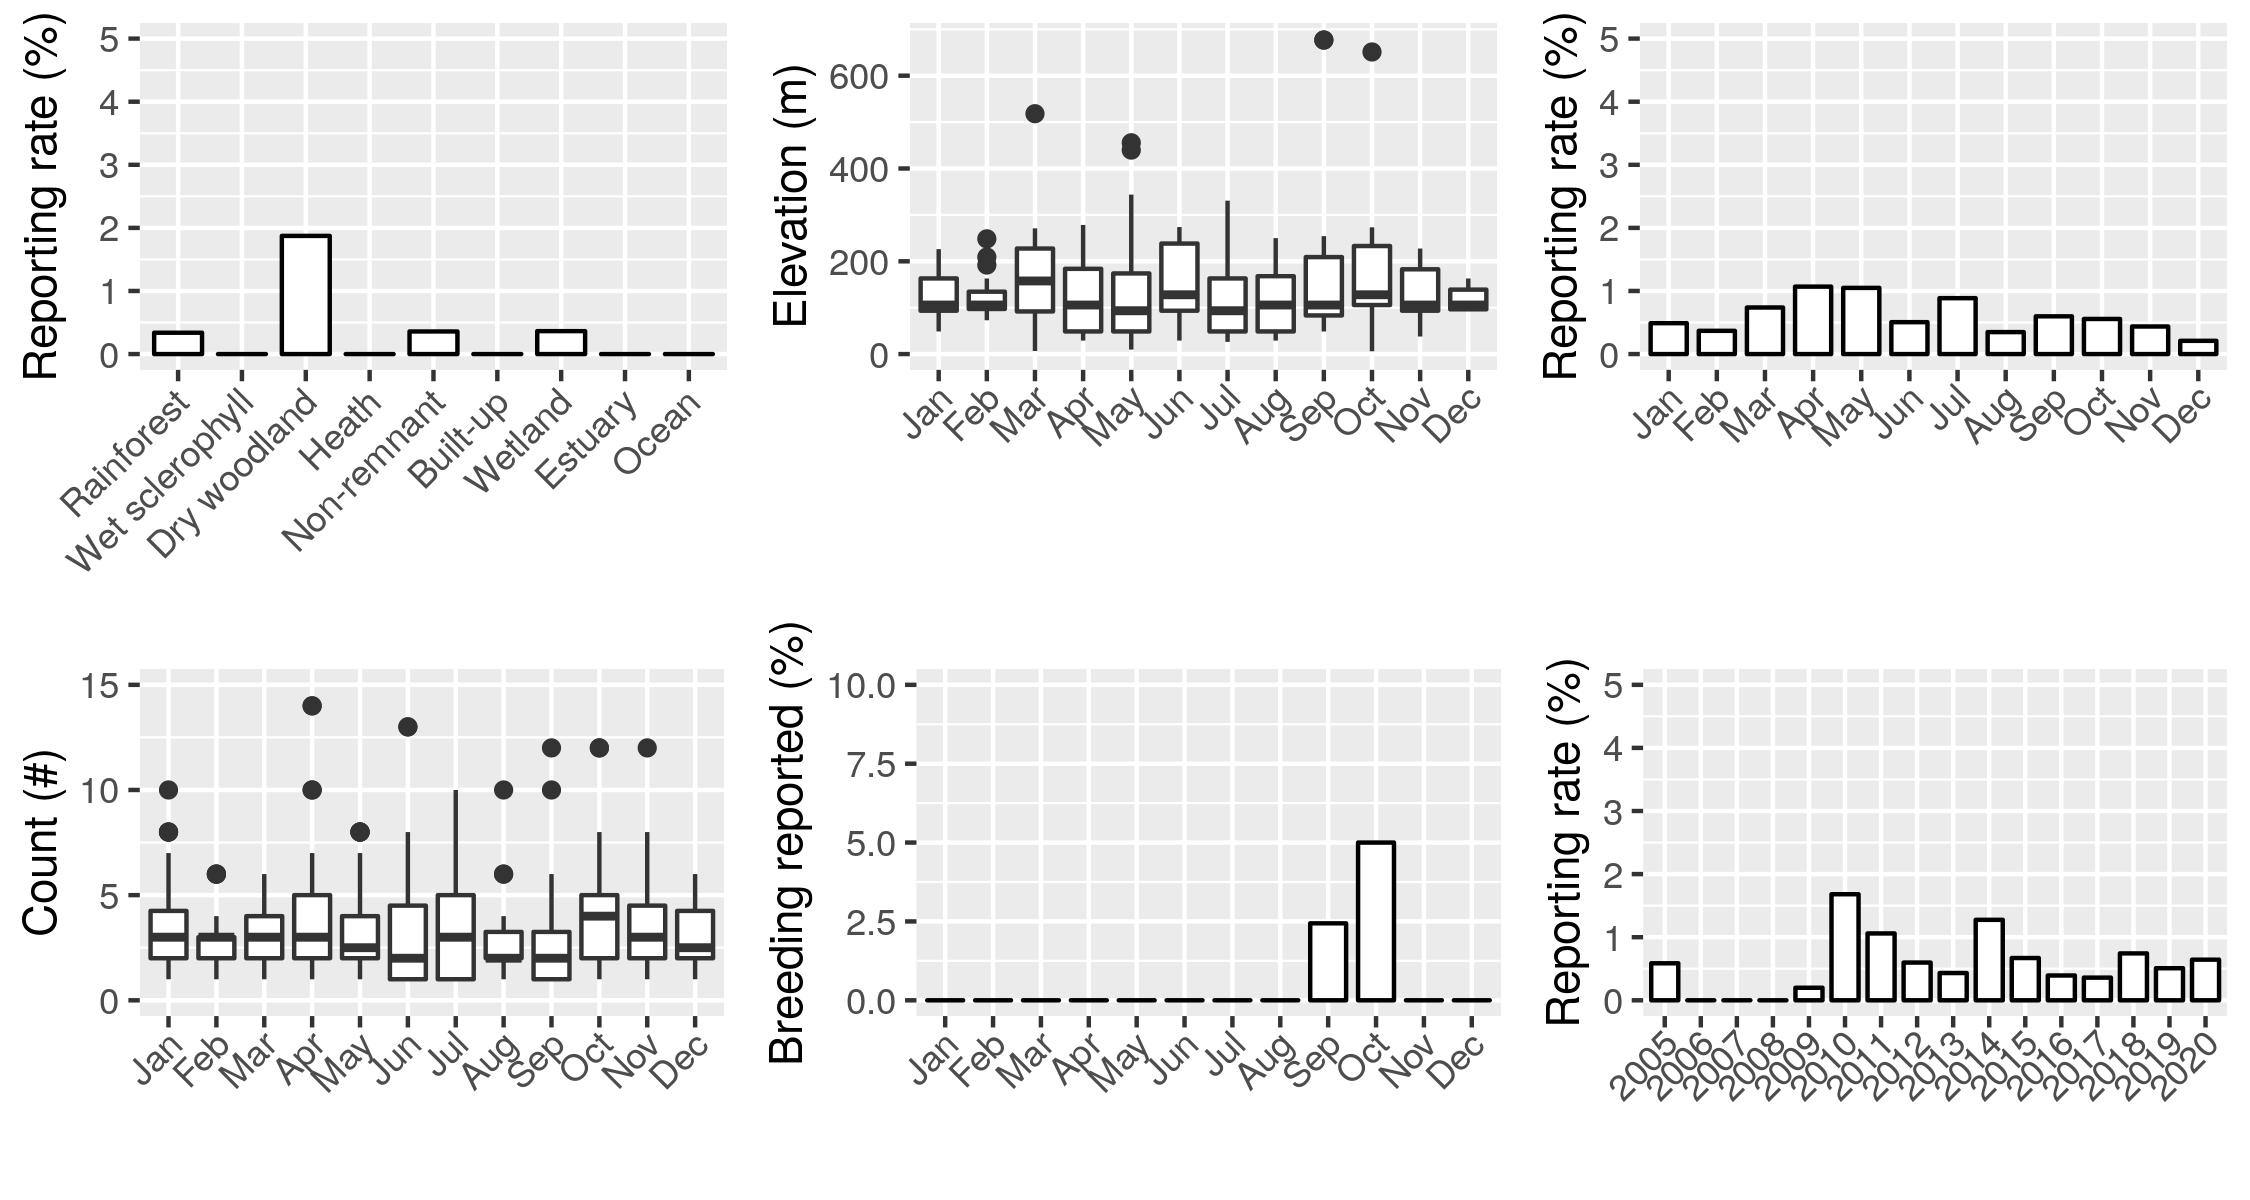 Reporting rate (%)
5
4
3
2
1
0
Rainforest
Wet sclerophyll
Dry woodland
Heath
Non-remnant
Built-up
Wetland
Estuary
Ocean
Elevation (m)
600
400
200
0
Jan
Feb
Mar
Apr
May
Jun
Jul
Aug
Sep
Oct
Nov
Dec
Reporting rate (%)
5
4
3
2
1
0
Jan
Feb
Mar
Apr
May
Jun
Jul
Aug
Sep
Oct
Nov
Dec
Count (#)
15
10
5
0
Jan
Feb
Mar
Apr
May
Jun
Jul
Aug
Sep
Oct
Nov
Dec
Breeding reported (%)
10.0
7.5
5.0
2.5
0.0
Jan
Feb
Mar
Apr
May
Jun
Jul
Aug
Sep
Oct
Nov
Dec
Reporting rate (%)
5
4
3
2
1
0
2005
2006
2007
2008
2009
2010
2011
2012
2013
2014
2015
2016
2017
2018
2019
2020